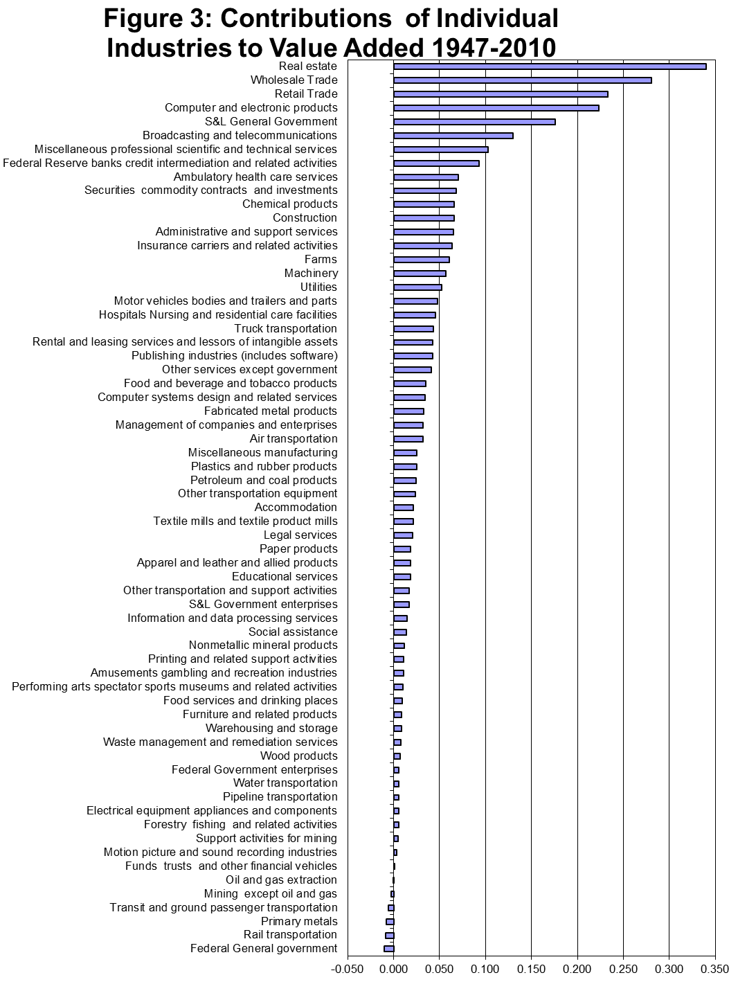 Figure 3: Contributions  of Individual
Industries to Value Added 1947-2010
Real estate
Wholesale Trade
Retail Trade
Computer and electronic products
S&L General Government
Broadcasting and telecommunications
Miscellaneous professional scientific and technical services
Federal Reserve banks credit intermediation and related activities
Ambulatory health care services
Securities  commodity contracts  and investments
Chemical products
Construction
Administrative and support services
Insurance carriers and related activities
Farms
Machinery
Utilities
Motor vehicles bodies and trailers and parts
Hospitals Nursing and residential care facilities
Truck transportation
Rental and leasing services and lessors of intangible assets
Publishing industries (includes software)
Other services except government
Food and beverage and tobacco products
Computer systems design and related services
Fabricated metal products
Management of companies and enterprises
Air transportation
Miscellaneous manufacturing
Plastics and rubber products
Petroleum and coal products
Other transportation equipment
Accommodation
Textile mills and textile product mills
Legal services
Paper products
Apparel and leather and allied products
Educational services
Other transportation and support activities
S&L Government enterprises
Information and data processing services
Social assistance
Nonmetallic mineral products
Printing and related support activities
Amusements gambling and recreation industries
Performing arts spectator sports museums and related activities
Food services and drinking places
Furniture and related products
Warehousing and storage
Waste management and remediation services
Wood products
Federal Government enterprises
Water transportation
Pipeline transportation
Electrical equipment appliances and components
Forestry  fishing  and related activities
Support activities for mining
Motion picture and sound recording industries
Funds  trusts  and other financial vehicles
Oil and gas extraction
Mining  except oil and gas
Transit and ground passenger transportation
Primary metals
Rail transportation
Federal General government
-0.050 0.000 0.050 0.100 0.150 0.200 0.250 0.300 0.350